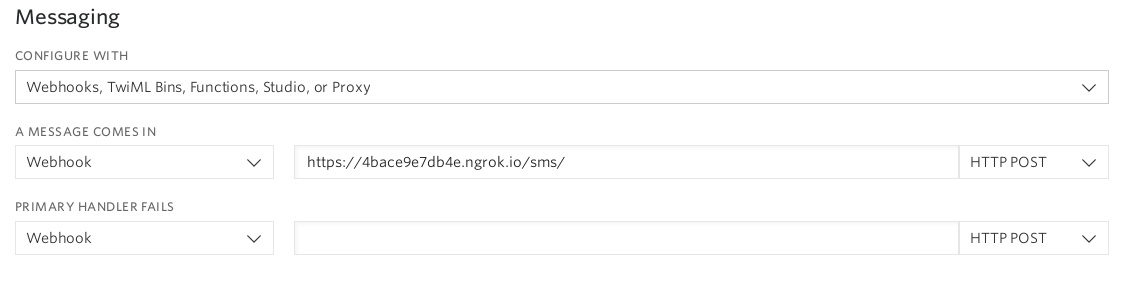 Messaging
CONFIGURE WITH
Webhooks, TwiML Bins, Functions, Studio, or Proxy
A MESSAGE COMES IN
Webhook https://4bace9e7db4e.ngrok.io/sms/ HTTP POST
PRIMARY HANDLER FAILS
Webhook HTTP POST